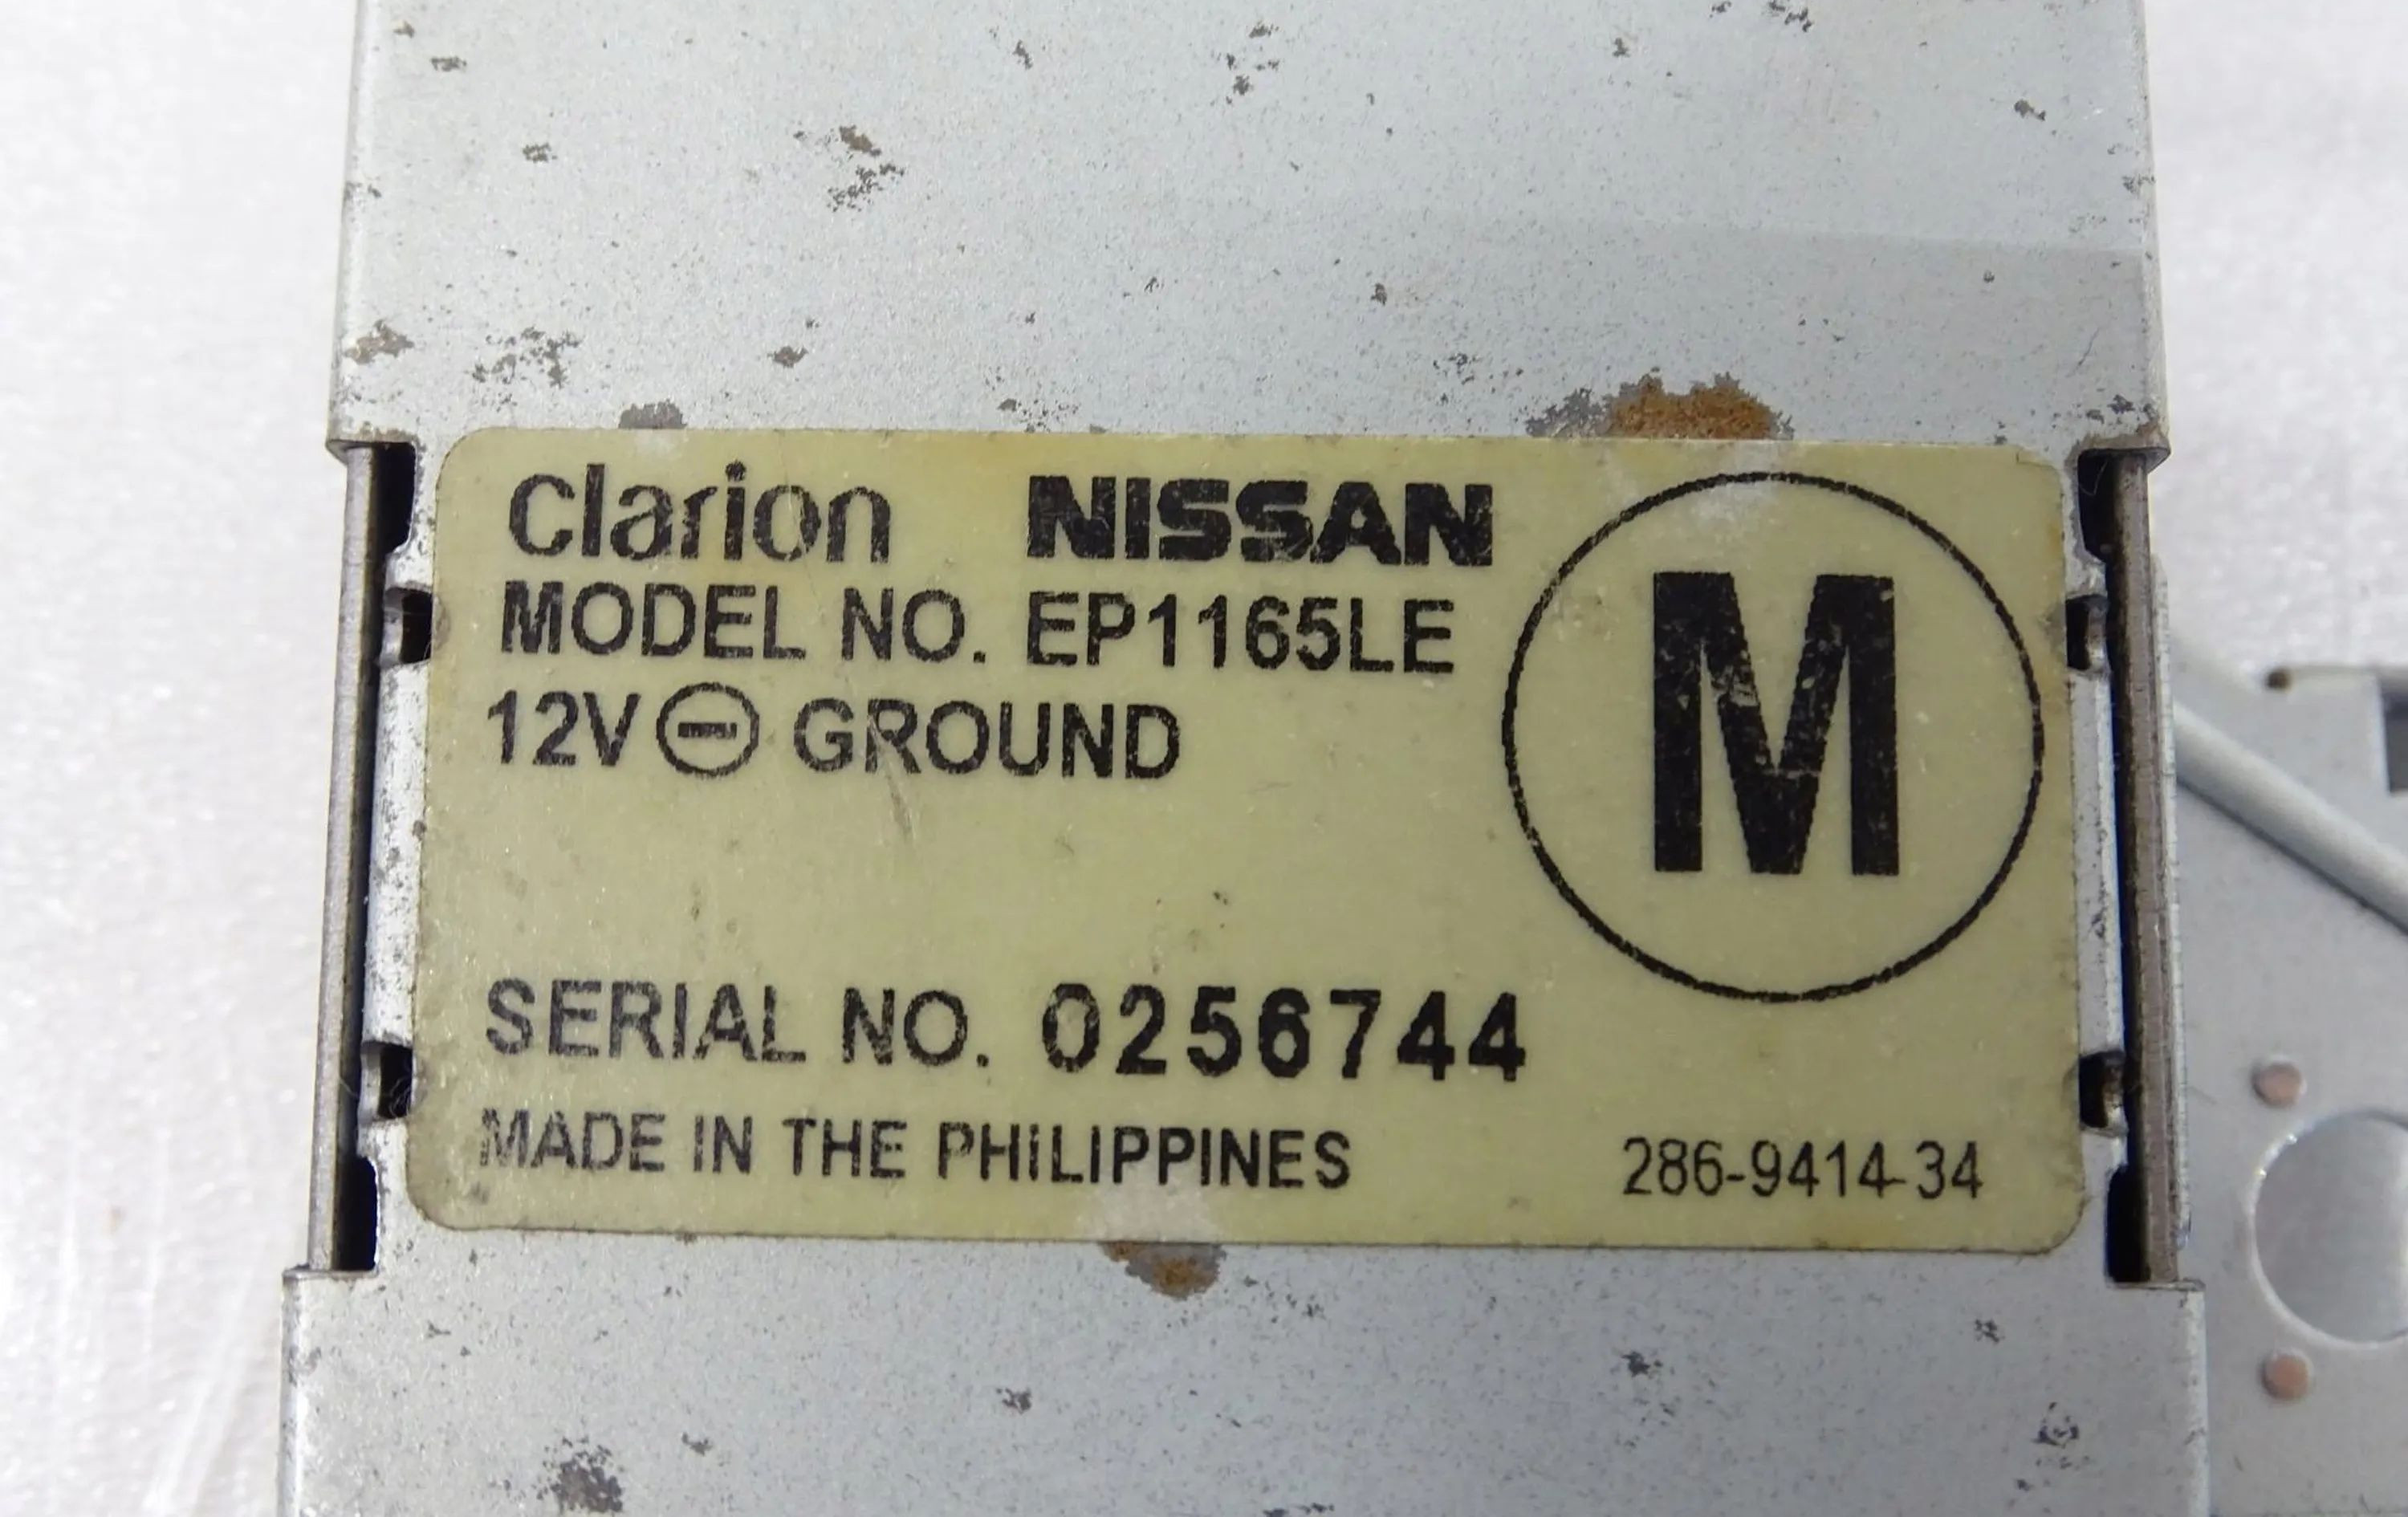 clarion NISSAN
MODEL NO. EP1165LE
12V⊖ GROUND
M
SERIAL NO. 0256744
MADE IN THE PHILIPPINES 286-9414-34